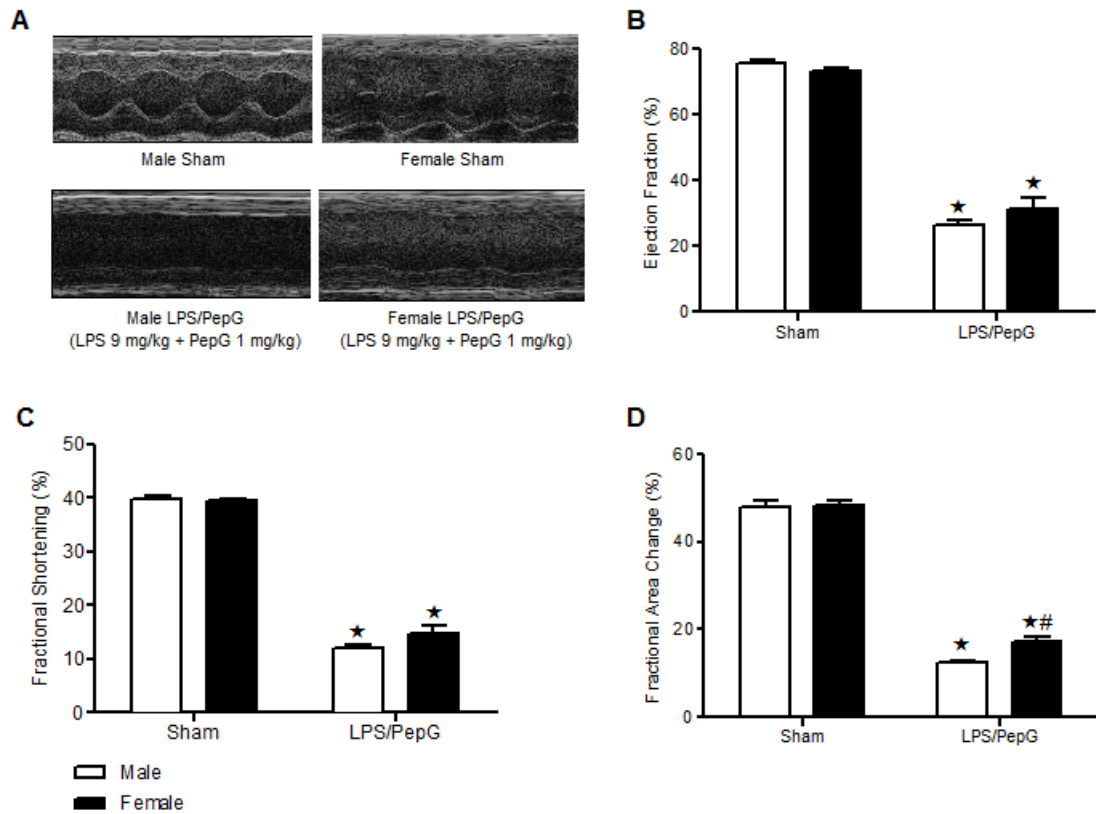 A
Male Sham
Female Sham
Male LPS/PepG
(LPS 9 mg/kg + PepG 1 mg/kg)
Female LPS/PepG
(LPS 9 mg/kg + PepG 1 mg/kg)
B
Ejection Fraction (%)
80
60
40
20
0
★
★
Sham
LPS/PepG
C
Fractional Shortening (%)
50
40
30
20
10
0
★
★
Sham
LPS/PepG
Male
Female
D
Fractional Area Change (%)
60
40
20
0
★
★#
Sham
LPS/PepG